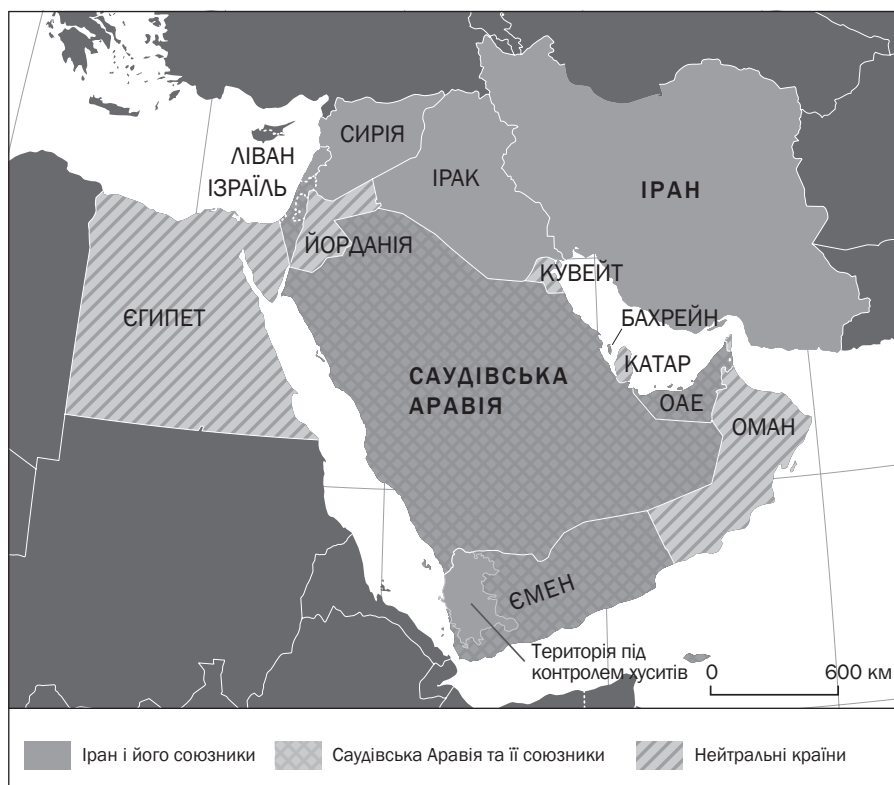 СИРІЯ
ЛІВАН
ІЗРАЇЛЬ
ІРАК
ІРАН
ЙОРДАНІЯ
КУВЕЙТ
ЄГИПЕТ
БАХРЕЙН
КАТАР
САУДІВСЬКА
АРАВІЯ
ОАЕ
ОМАН
ЄМЕН
Територія під
контролем хуситів
0 600 км
Іран і його союзники
Саудівська Аравія та її союзники
Нейтральні країни